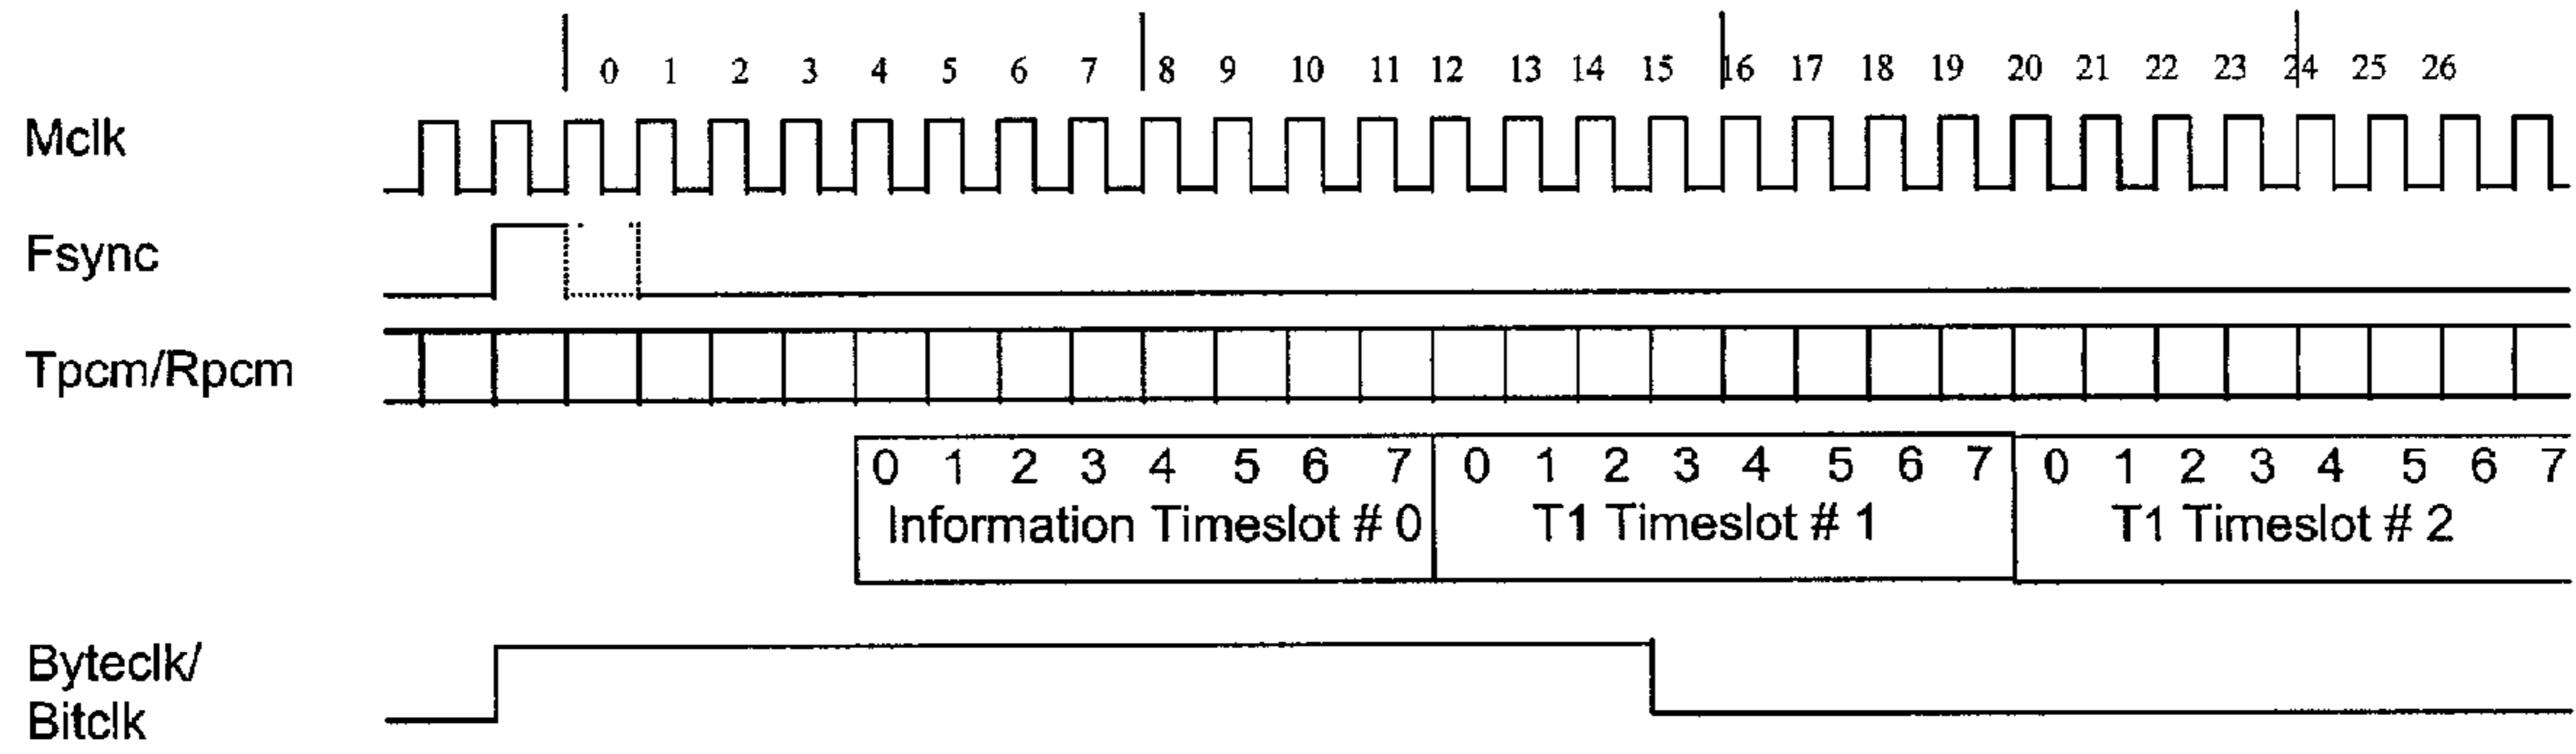 0 1 2 3 4 5 6 7 8 9 10 11 12 13 14 15 16 17 18 19 20 21 22 23 24 25 26
Mclk
Fsync
Tpcm/Rpcm
0 1 2 3 4 5 6 7 0 1 2 3 4 5 6 7 0 1 2 3 4 5 6 7
Information Timeslot # 0 T1 Timeslot # 1 T1 Timeslot # 2
Byteclk/
Bitclk